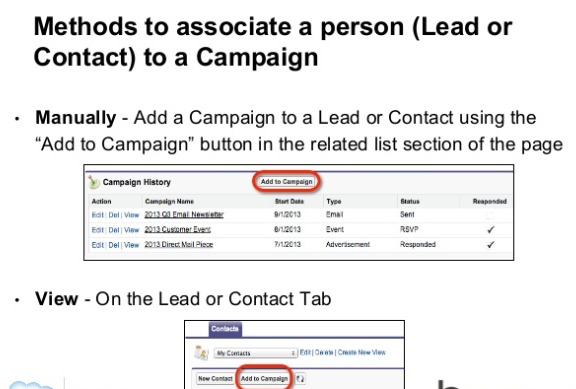 Methods to associate a person (Lead or
Contact) to a Campaign
• Manually - Add a Campaign to a Lead or Contact using the
“Add to Campaign” button in the related list section of the page
Campaign History Add to Campaign
Action Campaign Name Start Date Type Status Responded
Edit | Del | View 2013 Q3 Email Newsletter 9/1/2013 Email Sent
Edit | Del | View 2013 Customer Event 8/1/2013 Event RSVP ✓
Edit | Del | View 2013 Direct Mail Piece 7/1/2013 Advertisement Responded ✓
• View - On the Lead or Contact Tab
Contacts
My Contacts Edit | Delete | Create New View
New Contact Add to Campaign